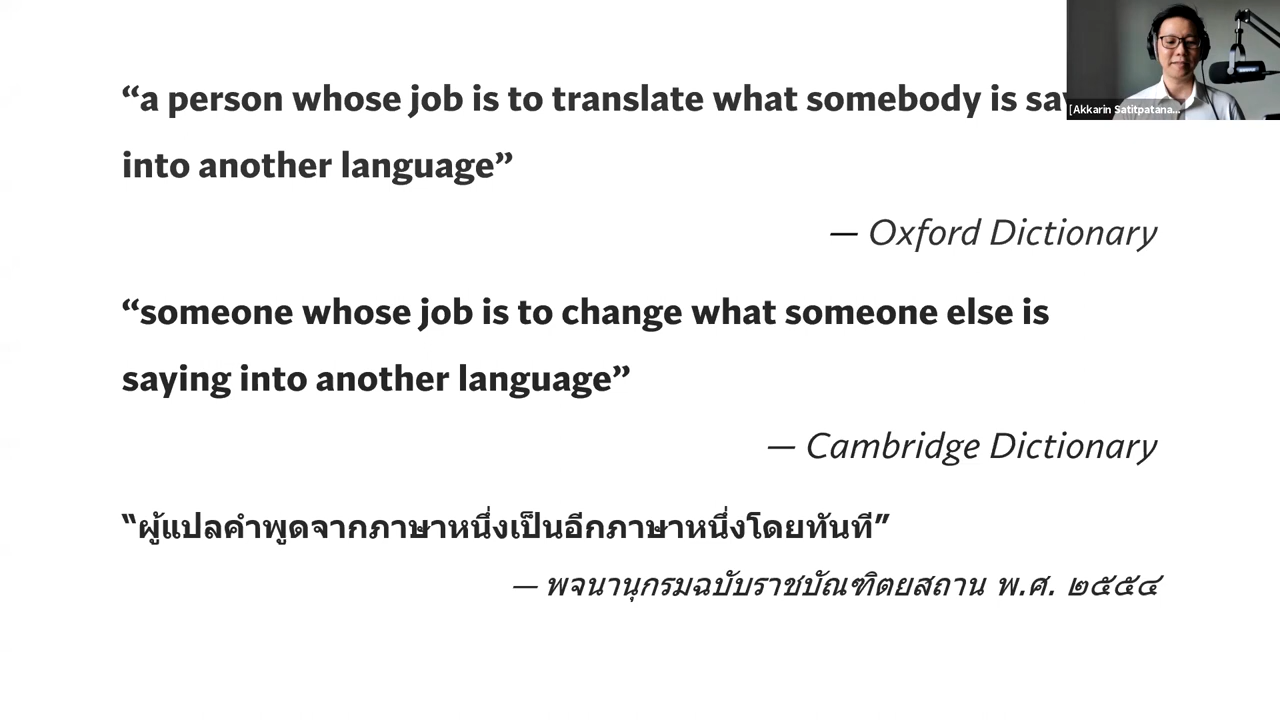 “a person whose job is to translate what somebody is
into another language”
— Oxford Dictionary
“someone whose job is to change what someone else is
saying into another language”
— Cambridge Dictionary
“ผู้แปลคำพูดจากภาษาหนึ่งเป็นอีกภาษาหนึ่งโดยทันที”
— พจนานุกรมฉบับราชบัณฑิตยสถาน พ.ศ. ๒๕๕๔
[Akkarin Satitpatana...